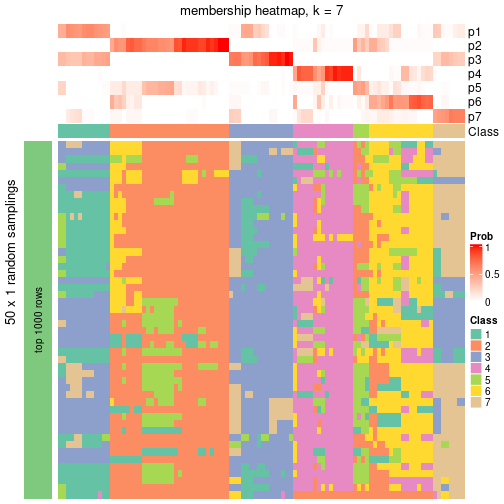 membership heatmap, k = 7
p1
p2
p3
p4
p5
p6
p7
Class
50 x 1 random samplings
top 1000 rows
Prob
1
0.5
0
Class
1
2
3
4
5
6
7